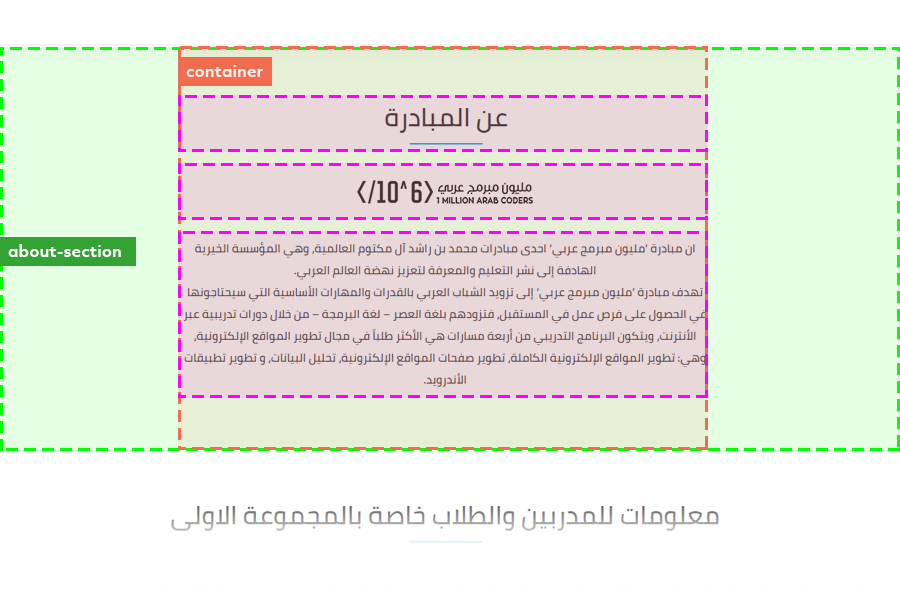 container
عن المبادرة
</10^6>
مليون مبرمج عربي
1 MILLION ARAB CODERS
about-section
ان مبادرة ’مليون مبرمج عربي‘ احدى مبادرات محمد بن راشد آل مكتوم العالمية, وهي المؤسسة الخيرية
الهادفة إلى نشر التعليم والمعرفة لتعزيز نهضة العالم العربي.
تهدف مبادرة ’مليون مبرمج عربي‘ إلى تزويد الشباب العربي بالقدرات والمهارات الأساسية التي سيحتاجونها
في الحصول على فرص عمل في المستقبل, فتزودهم بلغة العصر – لغة البرمجة – من خلال دورات تدريبية عبر
الأنترنت, ويتكون البرنامج التدريبي من أربعة مسارات هي الأكثر طلباً في مجال تطوير المواقع الإلكترونية,
وهي: تطوير المواقع الإلكترونية الكاملة, تطوير صفحات المواقع الإلكترونية, تحليل البيانات, و تطوير تطبيقات
الأندرويد.
معلومات للمدربين والطلاب خاصة بالمجموعة الاولى